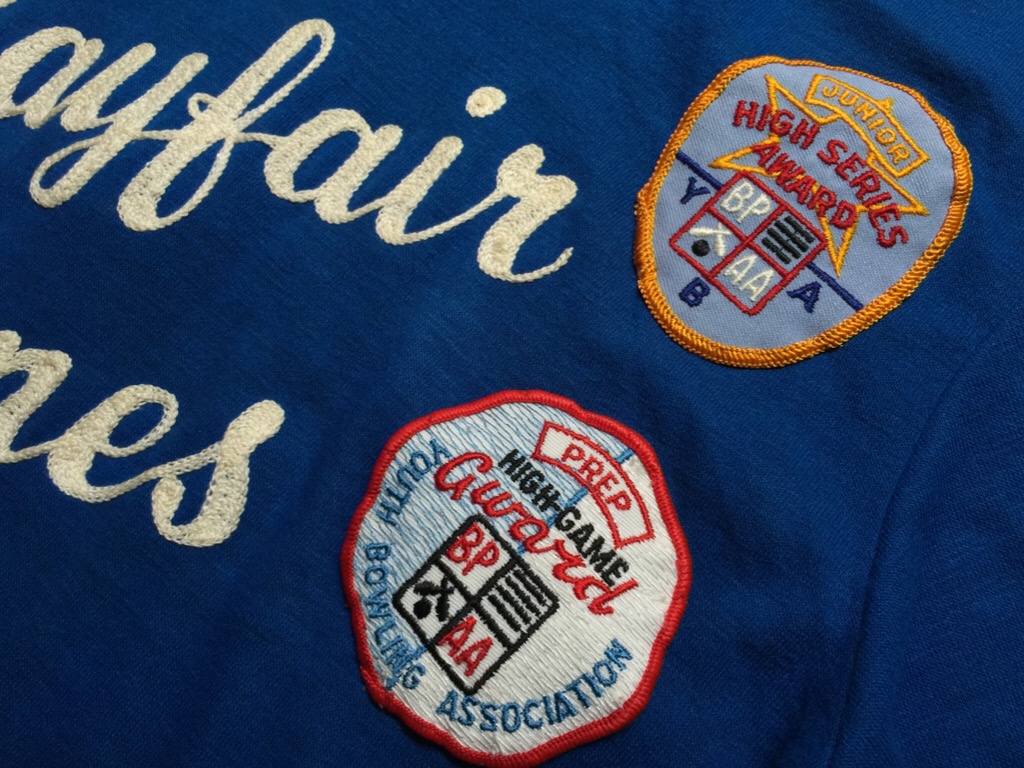 ayfair
nes
JUNIOR
HIGH SERIES
AWARD
Y
BP
AA
B
A
PREP
HIGH-GAME
Award
BP
AA
YOUTH BOWLING ASSOCIATION